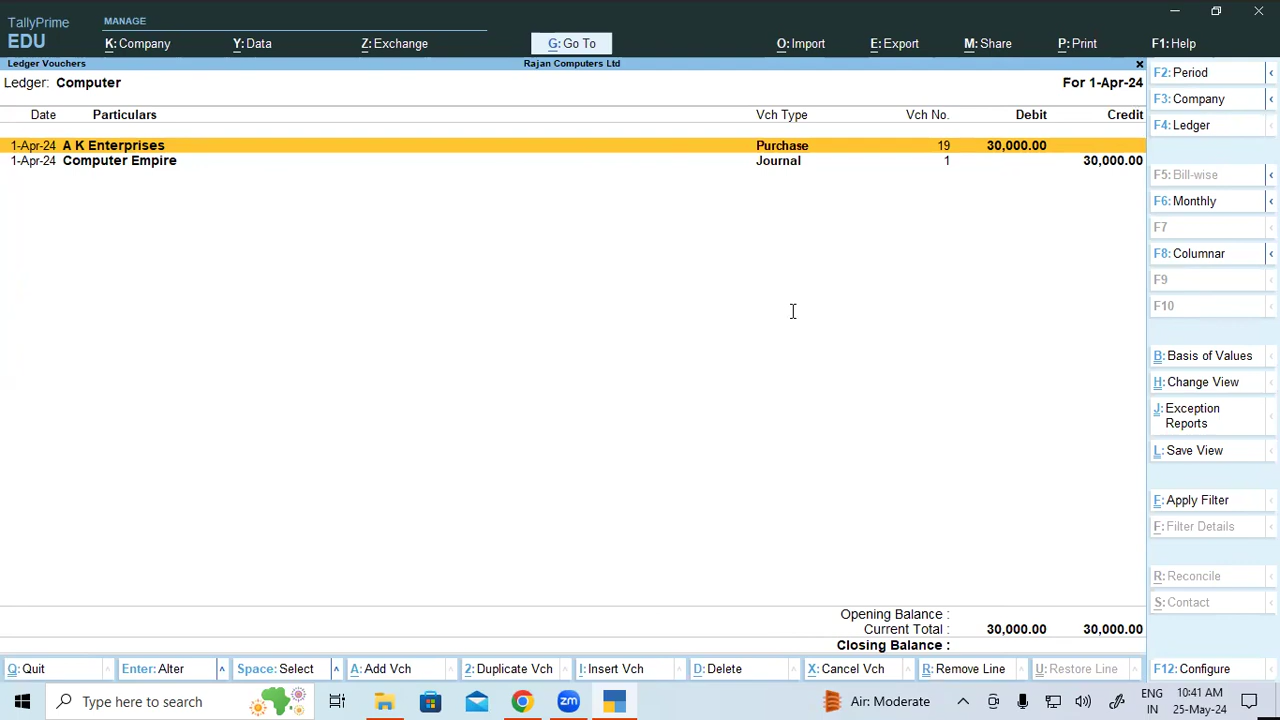 TallyPrime
EDU
MANAGE
K: Company
Y: Data
Z: Exchange
G: Go To
O: Import
E: Export
M: Share
P: Print
F1: Help
Ledger Vouchers
Rajan Computers Ltd
×
Ledger: Computer
For 1-Apr-24
Date Particulars Vch Type Vch No. Debit Credit
1-Apr-24 A K Enterprises Purchase 19 30,000.00
1-Apr-24 Computer Empire Journal 1 30,000.00
Opening Balance :
Current Total : 30,000.00 30,000.00
Closing Balance :
F2: Period
F3: Company
F4: Ledger
F5: Bill-wise
F6: Monthly
F7
F8: Columnar
F9
F10
B: Basis of Values
H: Change View
J: Exception
Reports
L: Save View
F: Apply Filter
F: Filter Details
R: Reconcile
S: Contact
F12: Configure
Q: Quit
Enter: Alter
Space: Select
A: Add Vch
2: Duplicate Vch
I: Insert Vch
D: Delete
X: Cancel Vch
R: Remove Line
U: Restore Line
Type here to search
zm
Air: Moderate
ENG
IN
10:41 AM
25-May-24